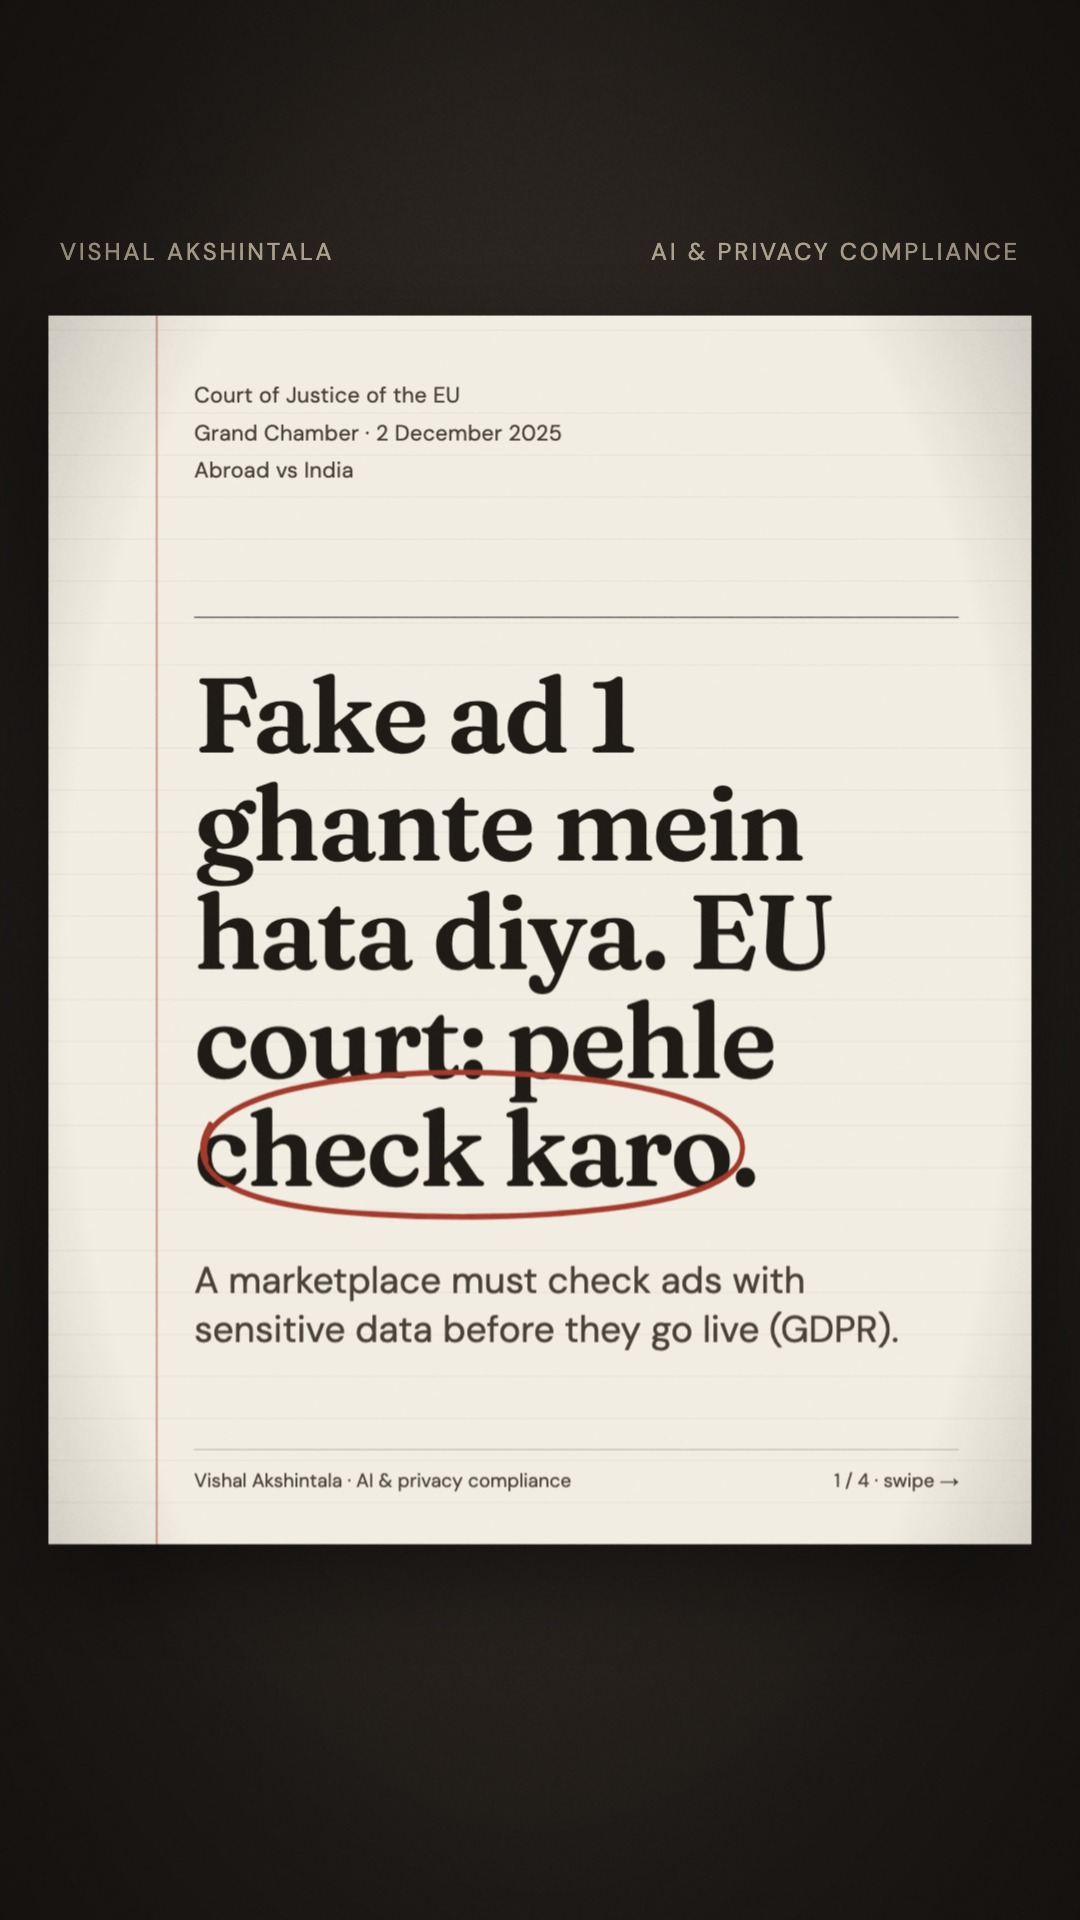 VISHAL AKSHINTALA
AI & PRIVACY COMPLIANCE
Court of Justice of the EU
Grand Chamber · 2 December 2025
Abroad vs India
Fake ad 1
ghante mein
hata diya. EU
court: pehle
check karo.
A marketplace must check ads with
sensitive data before they go live (GDPR).
Vishal Akshintala · AI & privacy compliance
1 / 4 · swipe →